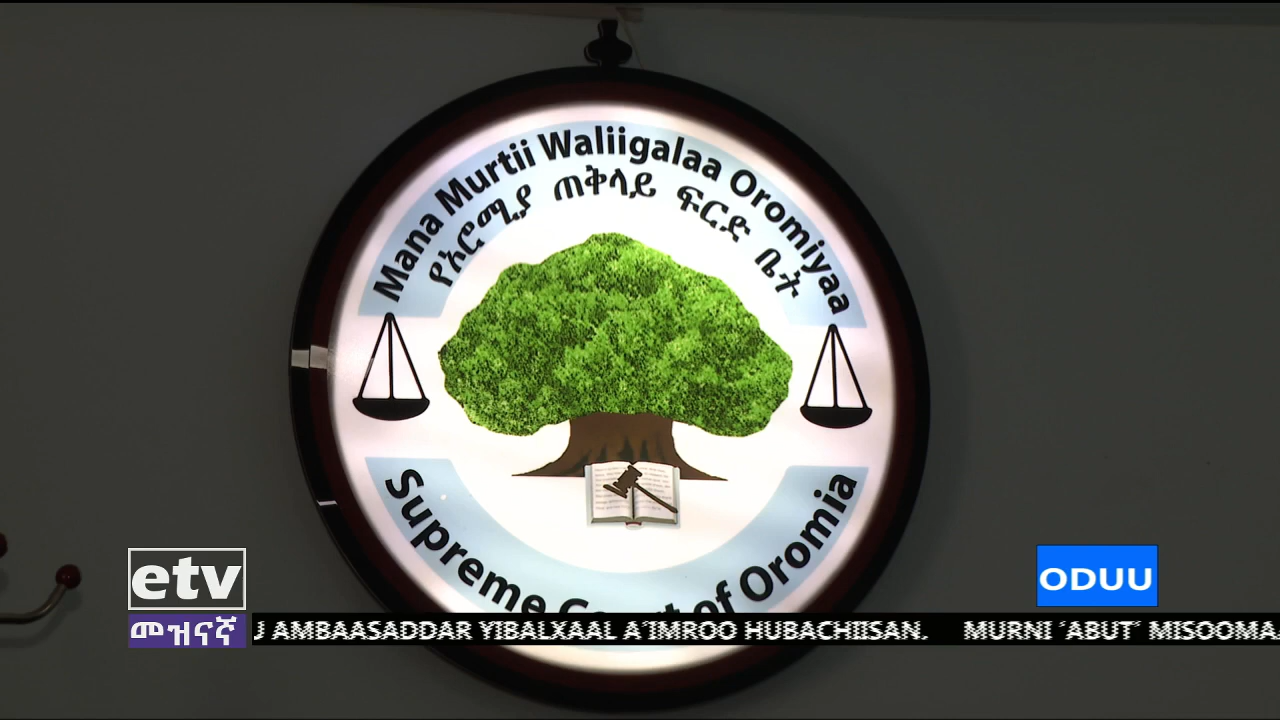 Mana Murtii Waliigalaa Oromiyaa
የኦሮሚያ ጠቅላይ ፍርድ ቤት
Supreme Court of Oromia
etv
መዝናኛ
ODUU
AMBAASADDAR YIBALXAAL A´IMROO HUBACHIISAN. MURNI ´ABUT´ MISOOMA